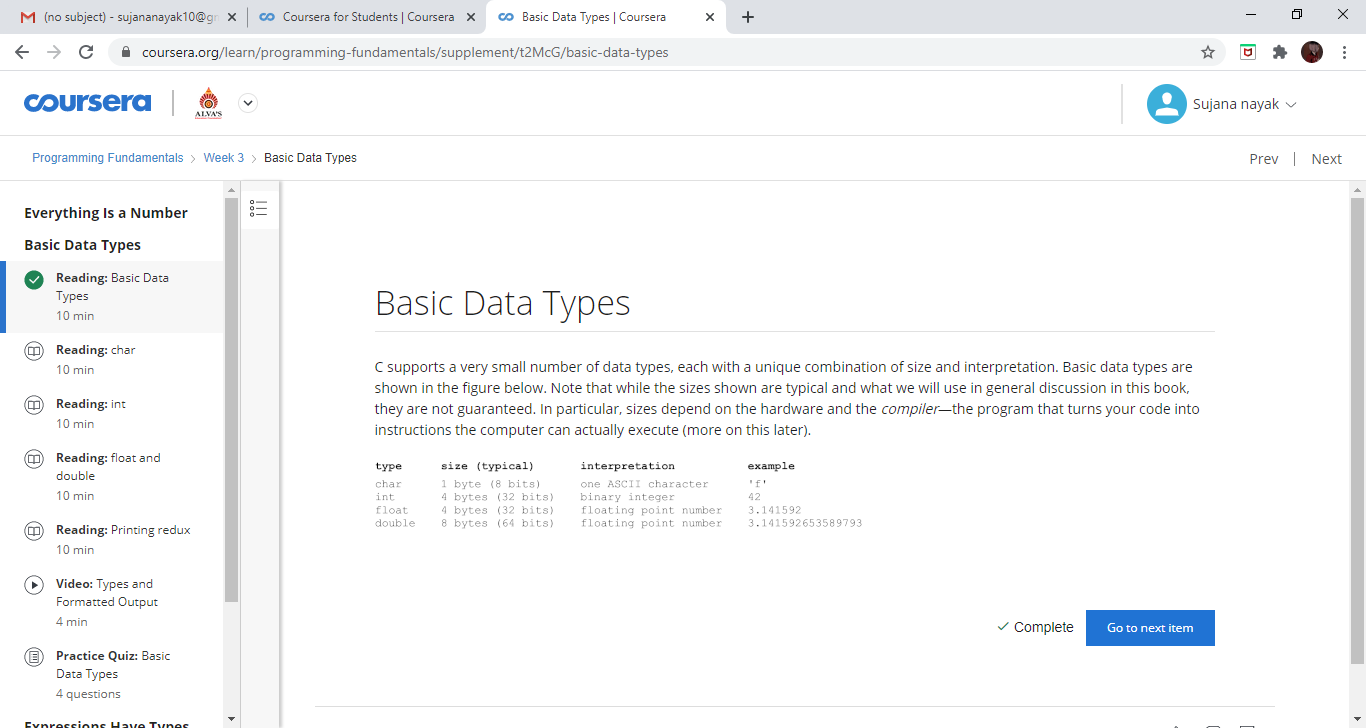 (no subject) - sujananayak10@gm
Coursera for Students | Coursera
Basic Data Types | Coursera
coursera.org/learn/programming-fundamentals/supplement/t2McG/basic-data-types
coursera
ALVA'S
Sujana nayak
Programming Fundamentals > Week 3 > Basic Data Types
Prev | Next
Everything Is a Number
Basic Data Types
Reading: Basic Data
Types
10 min
Reading: char
10 min
Reading: int
10 min
Reading: float and
double
10 min
Reading: Printing redux
10 min
Video: Types and
Formatted Output
4 min
Practice Quiz: Basic
Data Types
4 questions
Expressions Have Types
Basic Data Types
C supports a very small number of data types, each with a unique combination of size and interpretation. Basic data types are
shown in the figure below. Note that while the sizes shown are typical and what we will use in general discussion in this book,
they are not guaranteed. In particular, sizes depend on the hardware and the compiler—the program that turns your code into
instructions the computer can actually execute (more on this later).
type size (typical) interpretation example
char 1 byte (8 bits) one ASCII character 'f'
int 4 bytes (32 bits) binary integer 42
float 4 bytes (32 bits) floating point number 3.141592
double 8 bytes (64 bits) floating point number 3.141592653589793
Complete
Go to next item